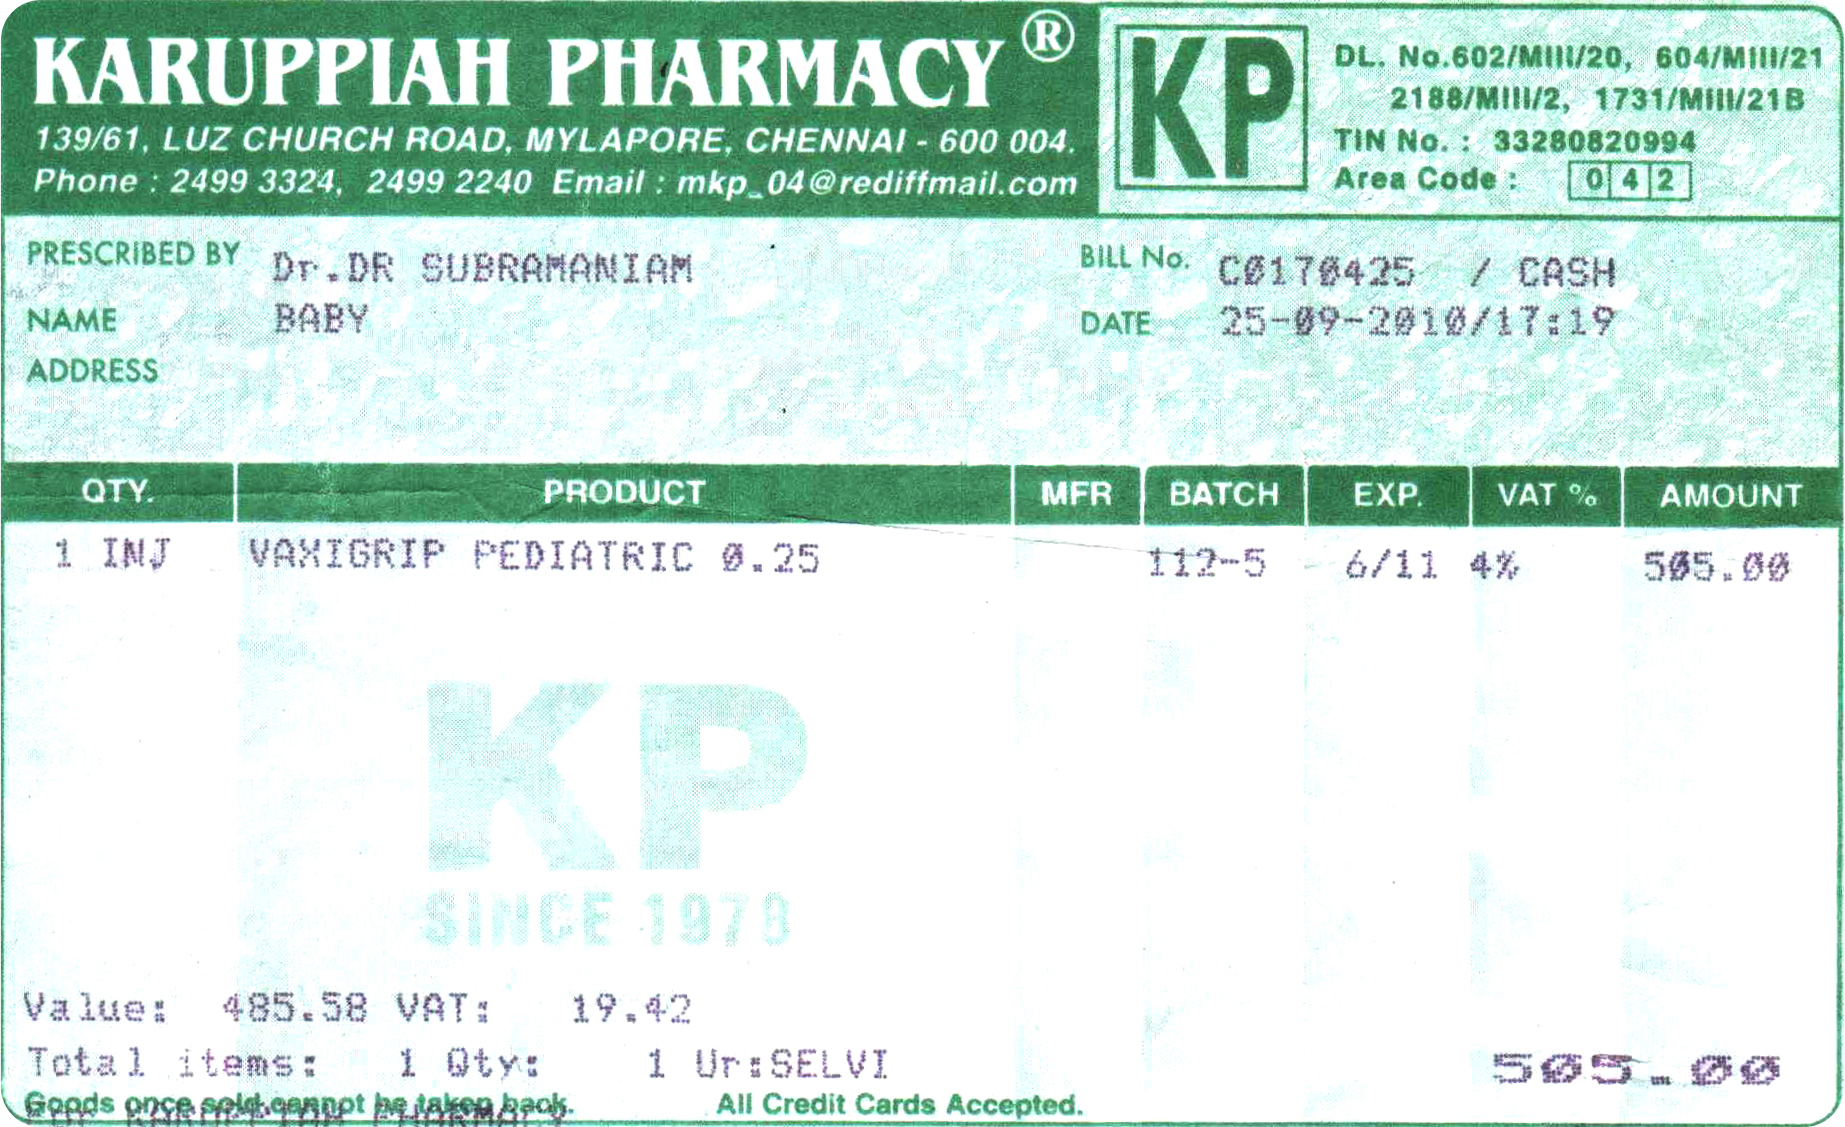 KARUPPIAH PHARMACY ®
139/61, LUZ CHURCH ROAD, MYLAPORE, CHENNAI - 600 004.
Phone : 2499 3324, 2499 2240 Email : mkp_04@rediffmail.com
KP
DL. No.602/MIII/20, 604/MIII/21
2188/MIII/2, 1731/MIII/21B
TIN No. : 33280820994
Area Code : 0 4 2
PRESCRIBED BY Dr.DR SUBRAMANIAM
NAME BABY
ADDRESS
BILL No. C0170425 / CASH
DATE 25-09-2010/17:19
QTY. PRODUCT MFR BATCH EXP. VAT % AMOUNT
1 INJ VAXIGRIP PEDIATRIC 0.25 112-5 6/11 4% 505.00
KP
SINCE 1978
Value: 485.58 VAT: 19.42
Total items: 1 Qty: 1 Ur:SELVI 505.00
Goods once sold cannot be taken back. All Credit Cards Accepted.
For KARUPPIAH PHARMACY